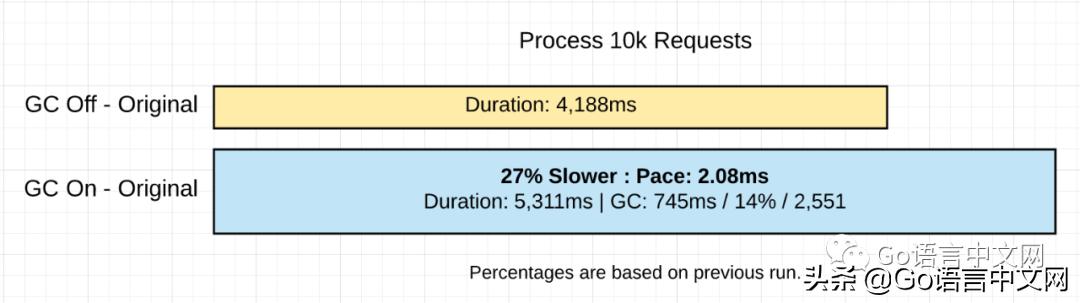 Process 10k Requests
GC Off - Original
Duration: 4,188ms
GC On - Original
27% Slower : Pace: 2.08ms
Duration: 5,311ms | GC: 745ms / 14% / 2,551
Go语言中文网
Percentages are based on previous run.
头条 @Go语言中文网